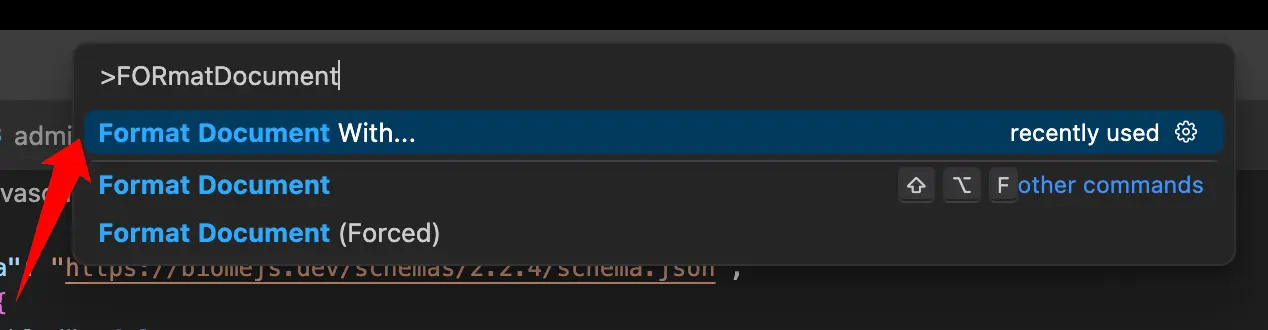 >FORmatDocument
Format Document With... recently used
admi
Format Document ⇧ ⌥ F other commands
Format Document (Forced)
a": "https://biomejs.dev/schemas/2.2.4/schema.json",
{